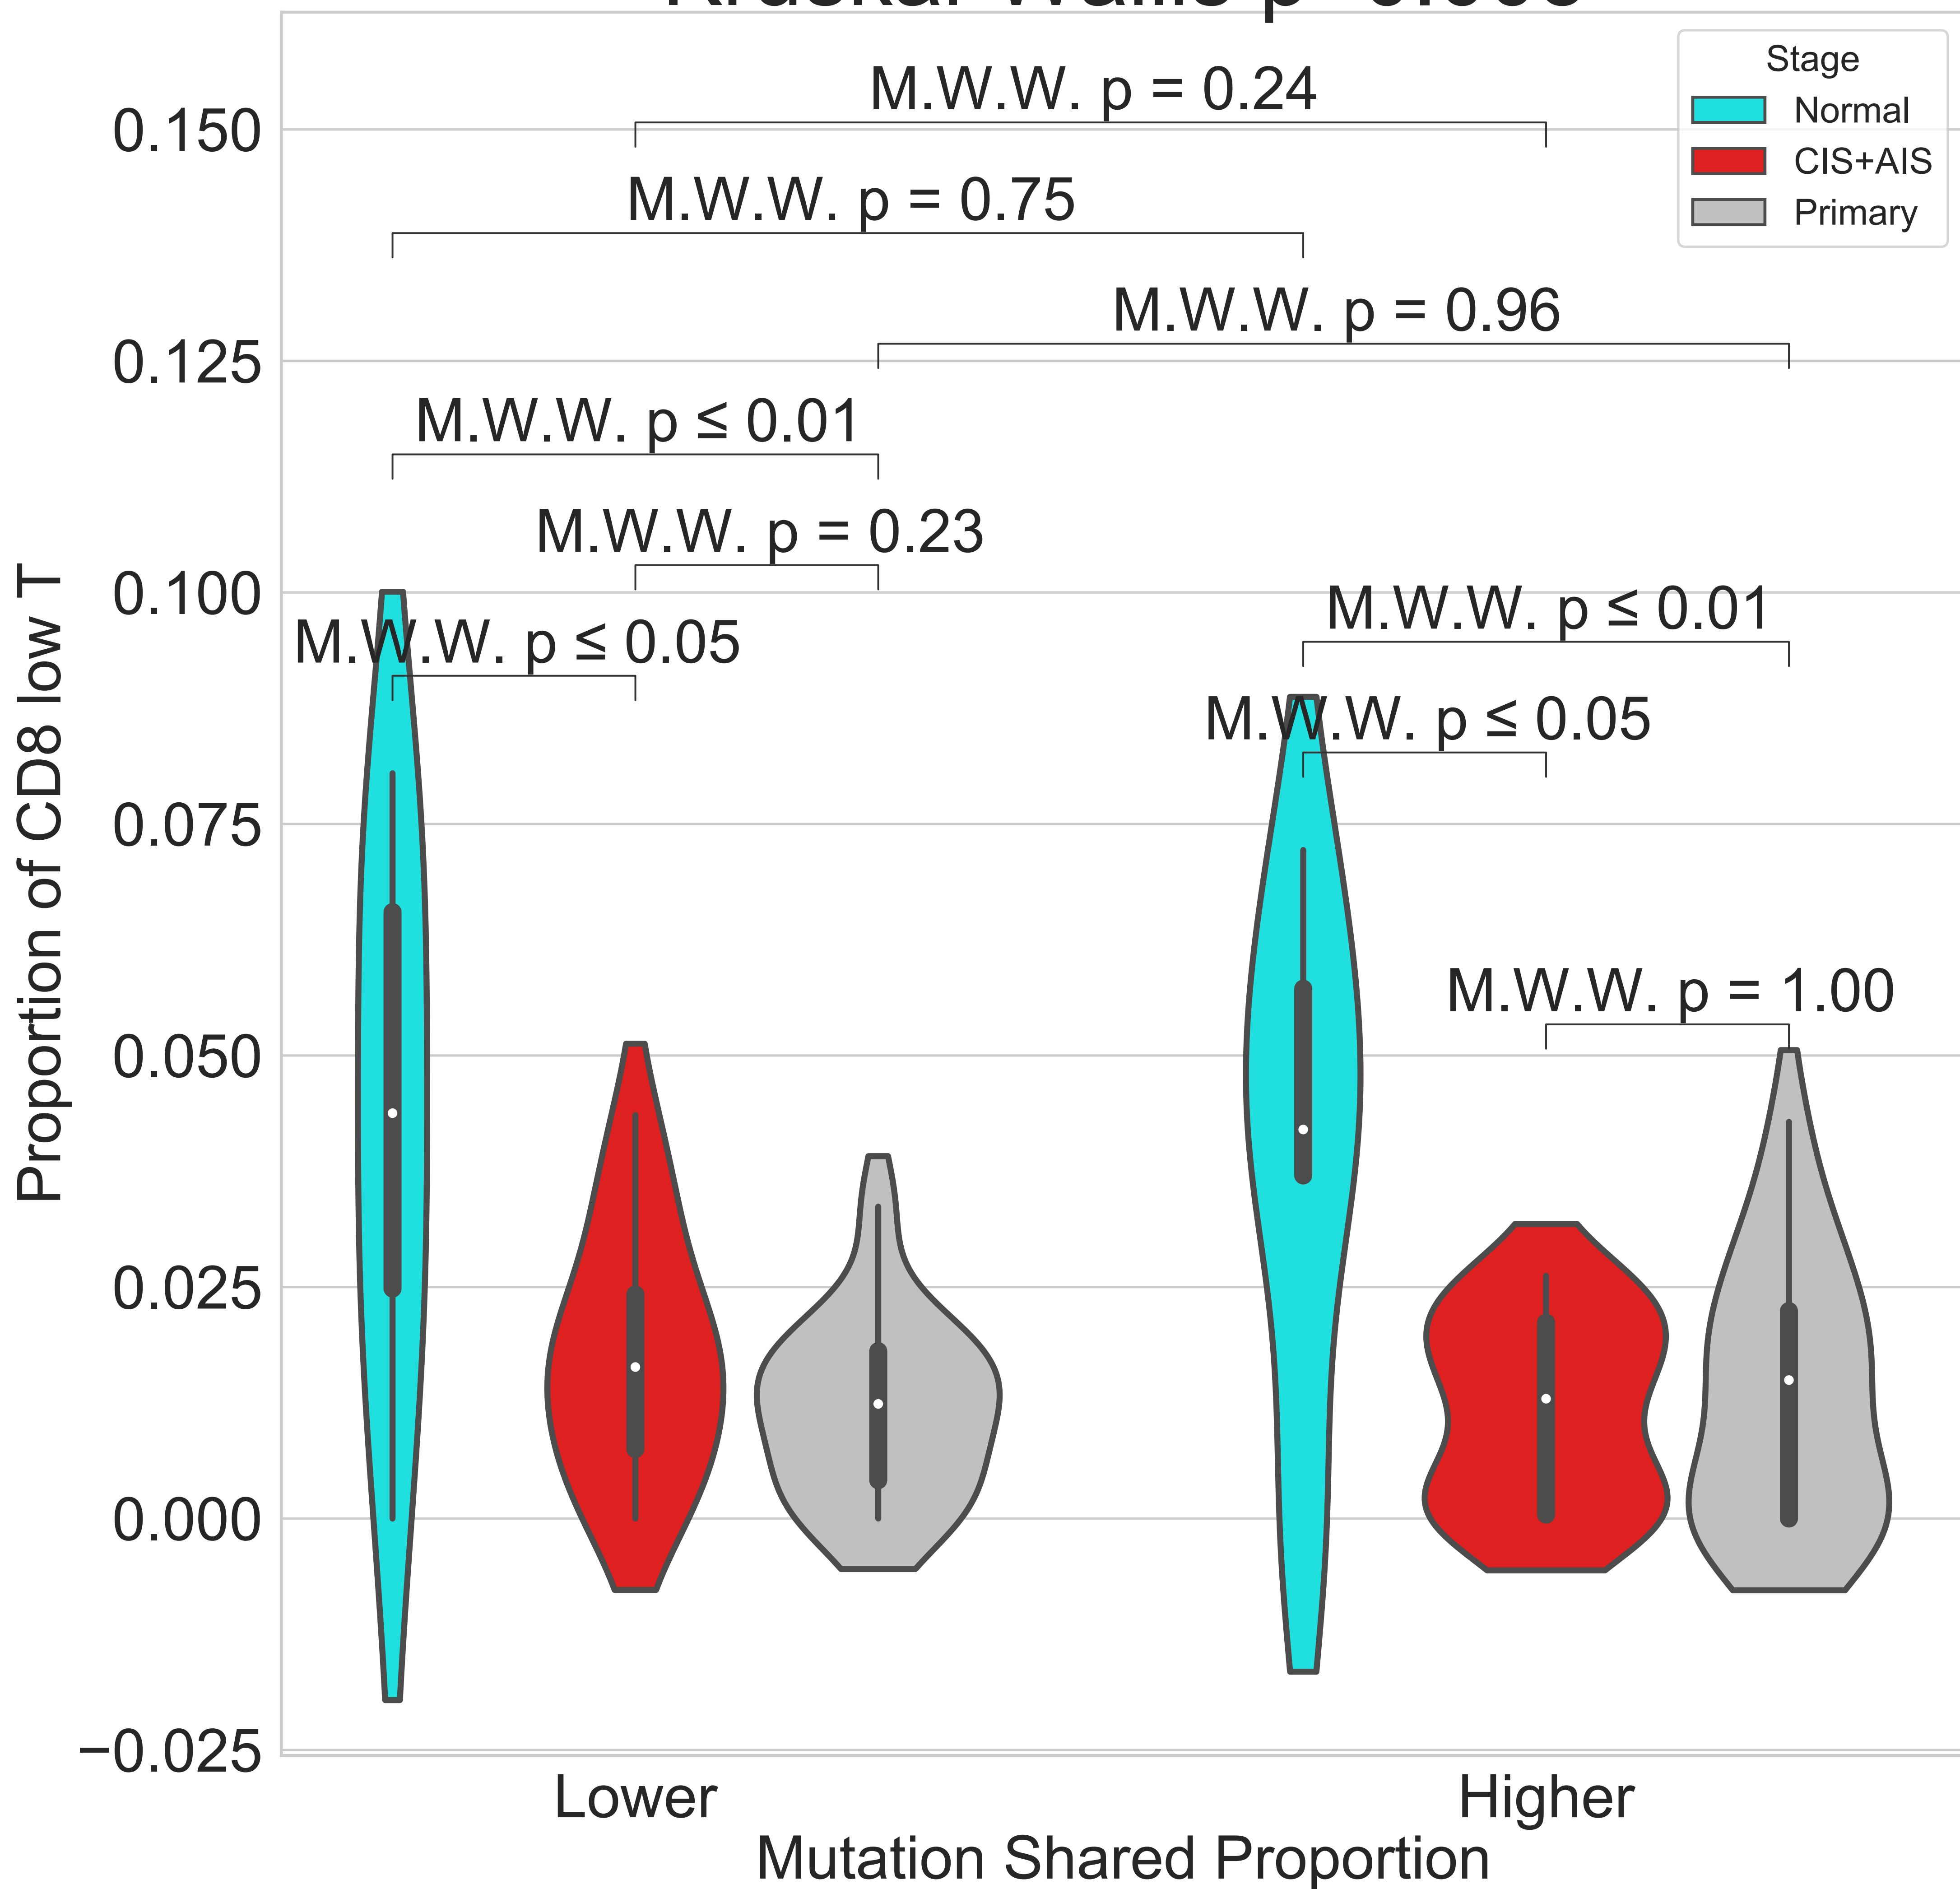 Stage
Normal
CIS+AIS
Primary
M.W.W. p = 0.24
M.W.W. p = 0.75
M.W.W. p = 0.96
M.W.W. p ≤ 0.01
M.W.W. p = 0.23
M.W.W. p ≤ 0.05
M.W.W. p ≤ 0.01
M.W.W. p ≤ 0.05
M.W.W. p = 1.00
Proportion of CD8 low T
0.150
0.125
0.100
0.075
0.050
0.025
0.000
−0.025
Lower
Higher
Mutation Shared Proportion